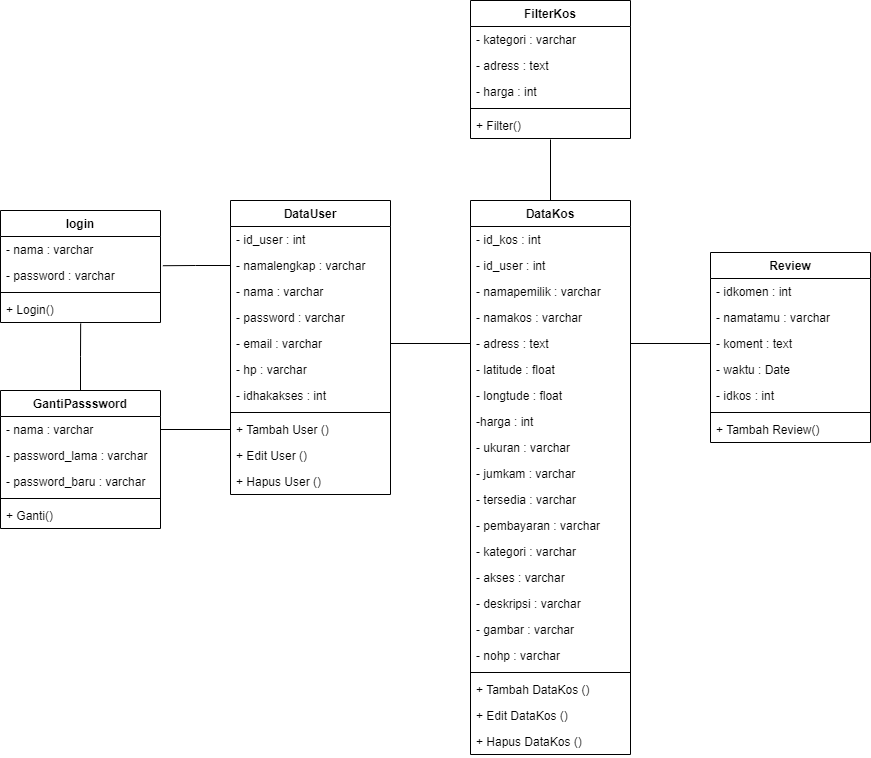 FilterKos
- kategori : varchar
- adress : text
- harga : int
+ Filter()
login
- nama : varchar
- password : varchar
+ Login()
GantiPasssword
- nama : varchar
- password_lama : varchar
- password_baru : varchar
+ Ganti()
DataUser
- id_user : int
- namalengkap : varchar
- nama : varchar
- password : varchar
- email : varchar
- hp : varchar
- idhakakses : int
+ Tambah User ()
+ Edit User ()
+ Hapus User ()
DataKos
- id_kos : int
- id_user : int
- namapemilik : varchar
- namakos : varchar
- adress : text
- latitude : float
- longtude : float
-harga : int
- ukuran : varchar
- jumkam : varchar
- tersedia : varchar
- pembayaran : varchar
- kategori : varchar
- akses : varchar
- deskripsi : varchar
- gambar : varchar
- nohp : varchar
+ Tambah DataKos ()
+ Edit DataKos ()
+ Hapus DataKos ()
Review
- idkomen : int
- namatamu : varchar
- koment : text
- waktu : Date
- idkos : int
+ Tambah Review()